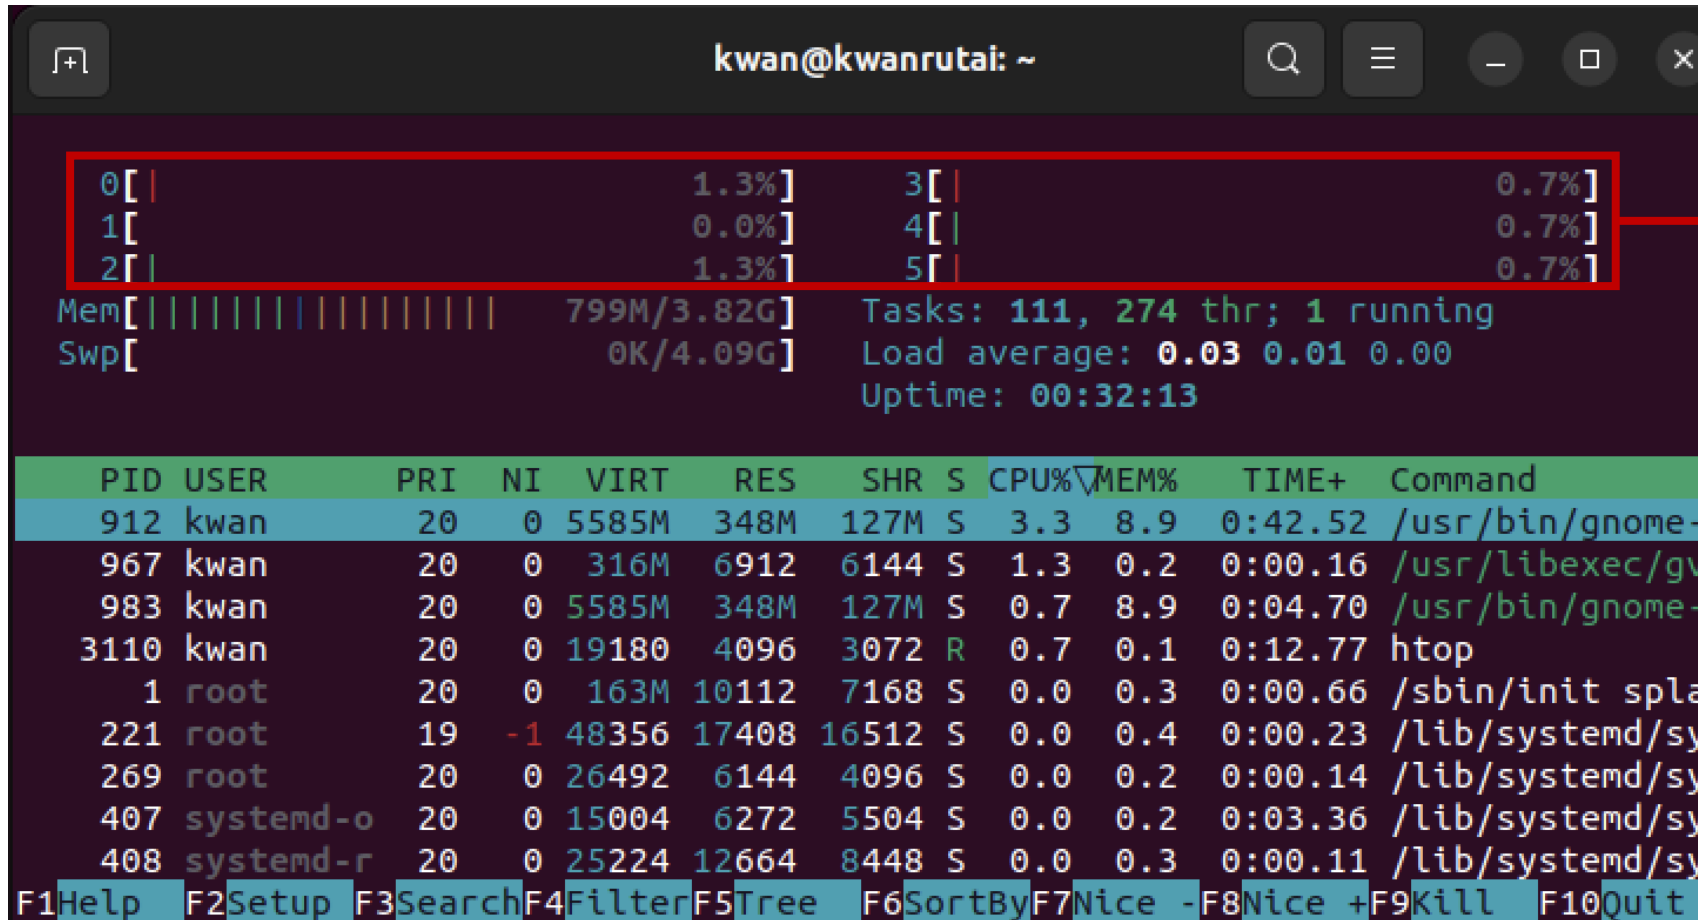 kwan@kwanrutai: ~
0[| 1.3%] 3[| 0.7%]
1[ 0.0%] 4[| 0.7%]
2[| 1.3%] 5[| 0.7%]
Mem[||||||||||||||||| 799M/3.82G] Tasks: 111, 274 thr; 1 running
Swp[ 0K/4.09G] Load average: 0.03 0.01 0.00
Uptime: 00:32:13
PID USER PRI NI VIRT RES SHR S CPU%▽MEM% TIME+ Command
912 kwan 20 0 5585M 348M 127M S 3.3 8.9 0:42.52 /usr/bin/gnome-
967 kwan 20 0 316M 6912 6144 S 1.3 0.2 0:00.16 /usr/libexec/gv
983 kwan 20 0 5585M 348M 127M S 0.7 8.9 0:04.70 /usr/bin/gnome-
3110 kwan 20 0 19180 4096 3072 R 0.7 0.1 0:12.77 htop
1 root 20 0 163M 10112 7168 S 0.0 0.3 0:00.66 /sbin/init spla
221 root 19 -1 48356 17408 16512 S 0.0 0.4 0:00.23 /lib/systemd/sy
269 root 20 0 26492 6144 4096 S 0.0 0.2 0:00.14 /lib/systemd/sy
407 systemd-o 20 0 15004 6272 5504 S 0.0 0.2 0:03.36 /lib/systemd/sy
408 systemd-r 20 0 25224 12664 8448 S 0.0 0.3 0:00.11 /lib/systemd/sy
F1Help F2Setup F3SearchF4FilterF5Tree F6SortByF7Nice -F8Nice +F9Kill F10Quit